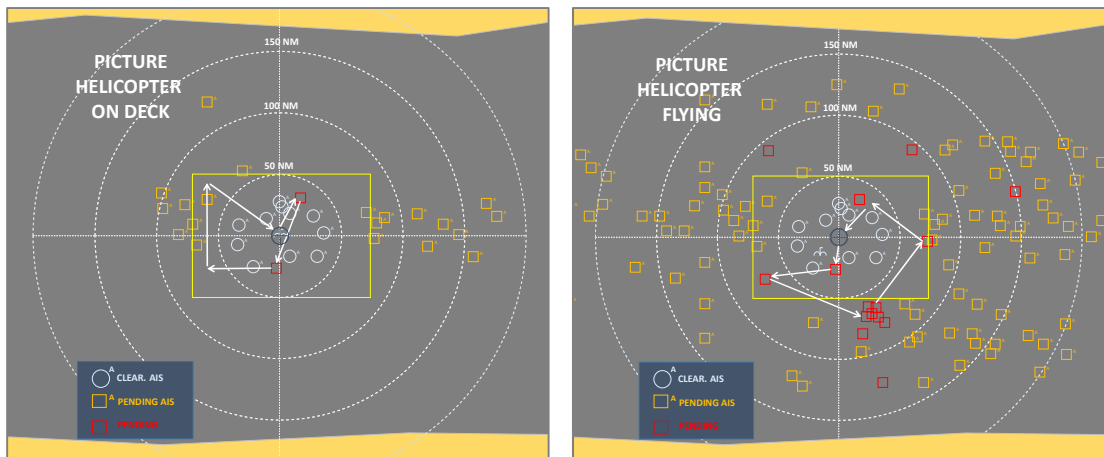 150 NM
PICTURE
HELICOPTER
ON DECK
100 NM
50 NM
A CLEAR. AIS
A PENDING AIS
PENDING
150 NM
PICTURE
HELICOPTER
FLYING
100 NM
50 NM
A CLEAR. AIS
A PENDING AIS
PENDING